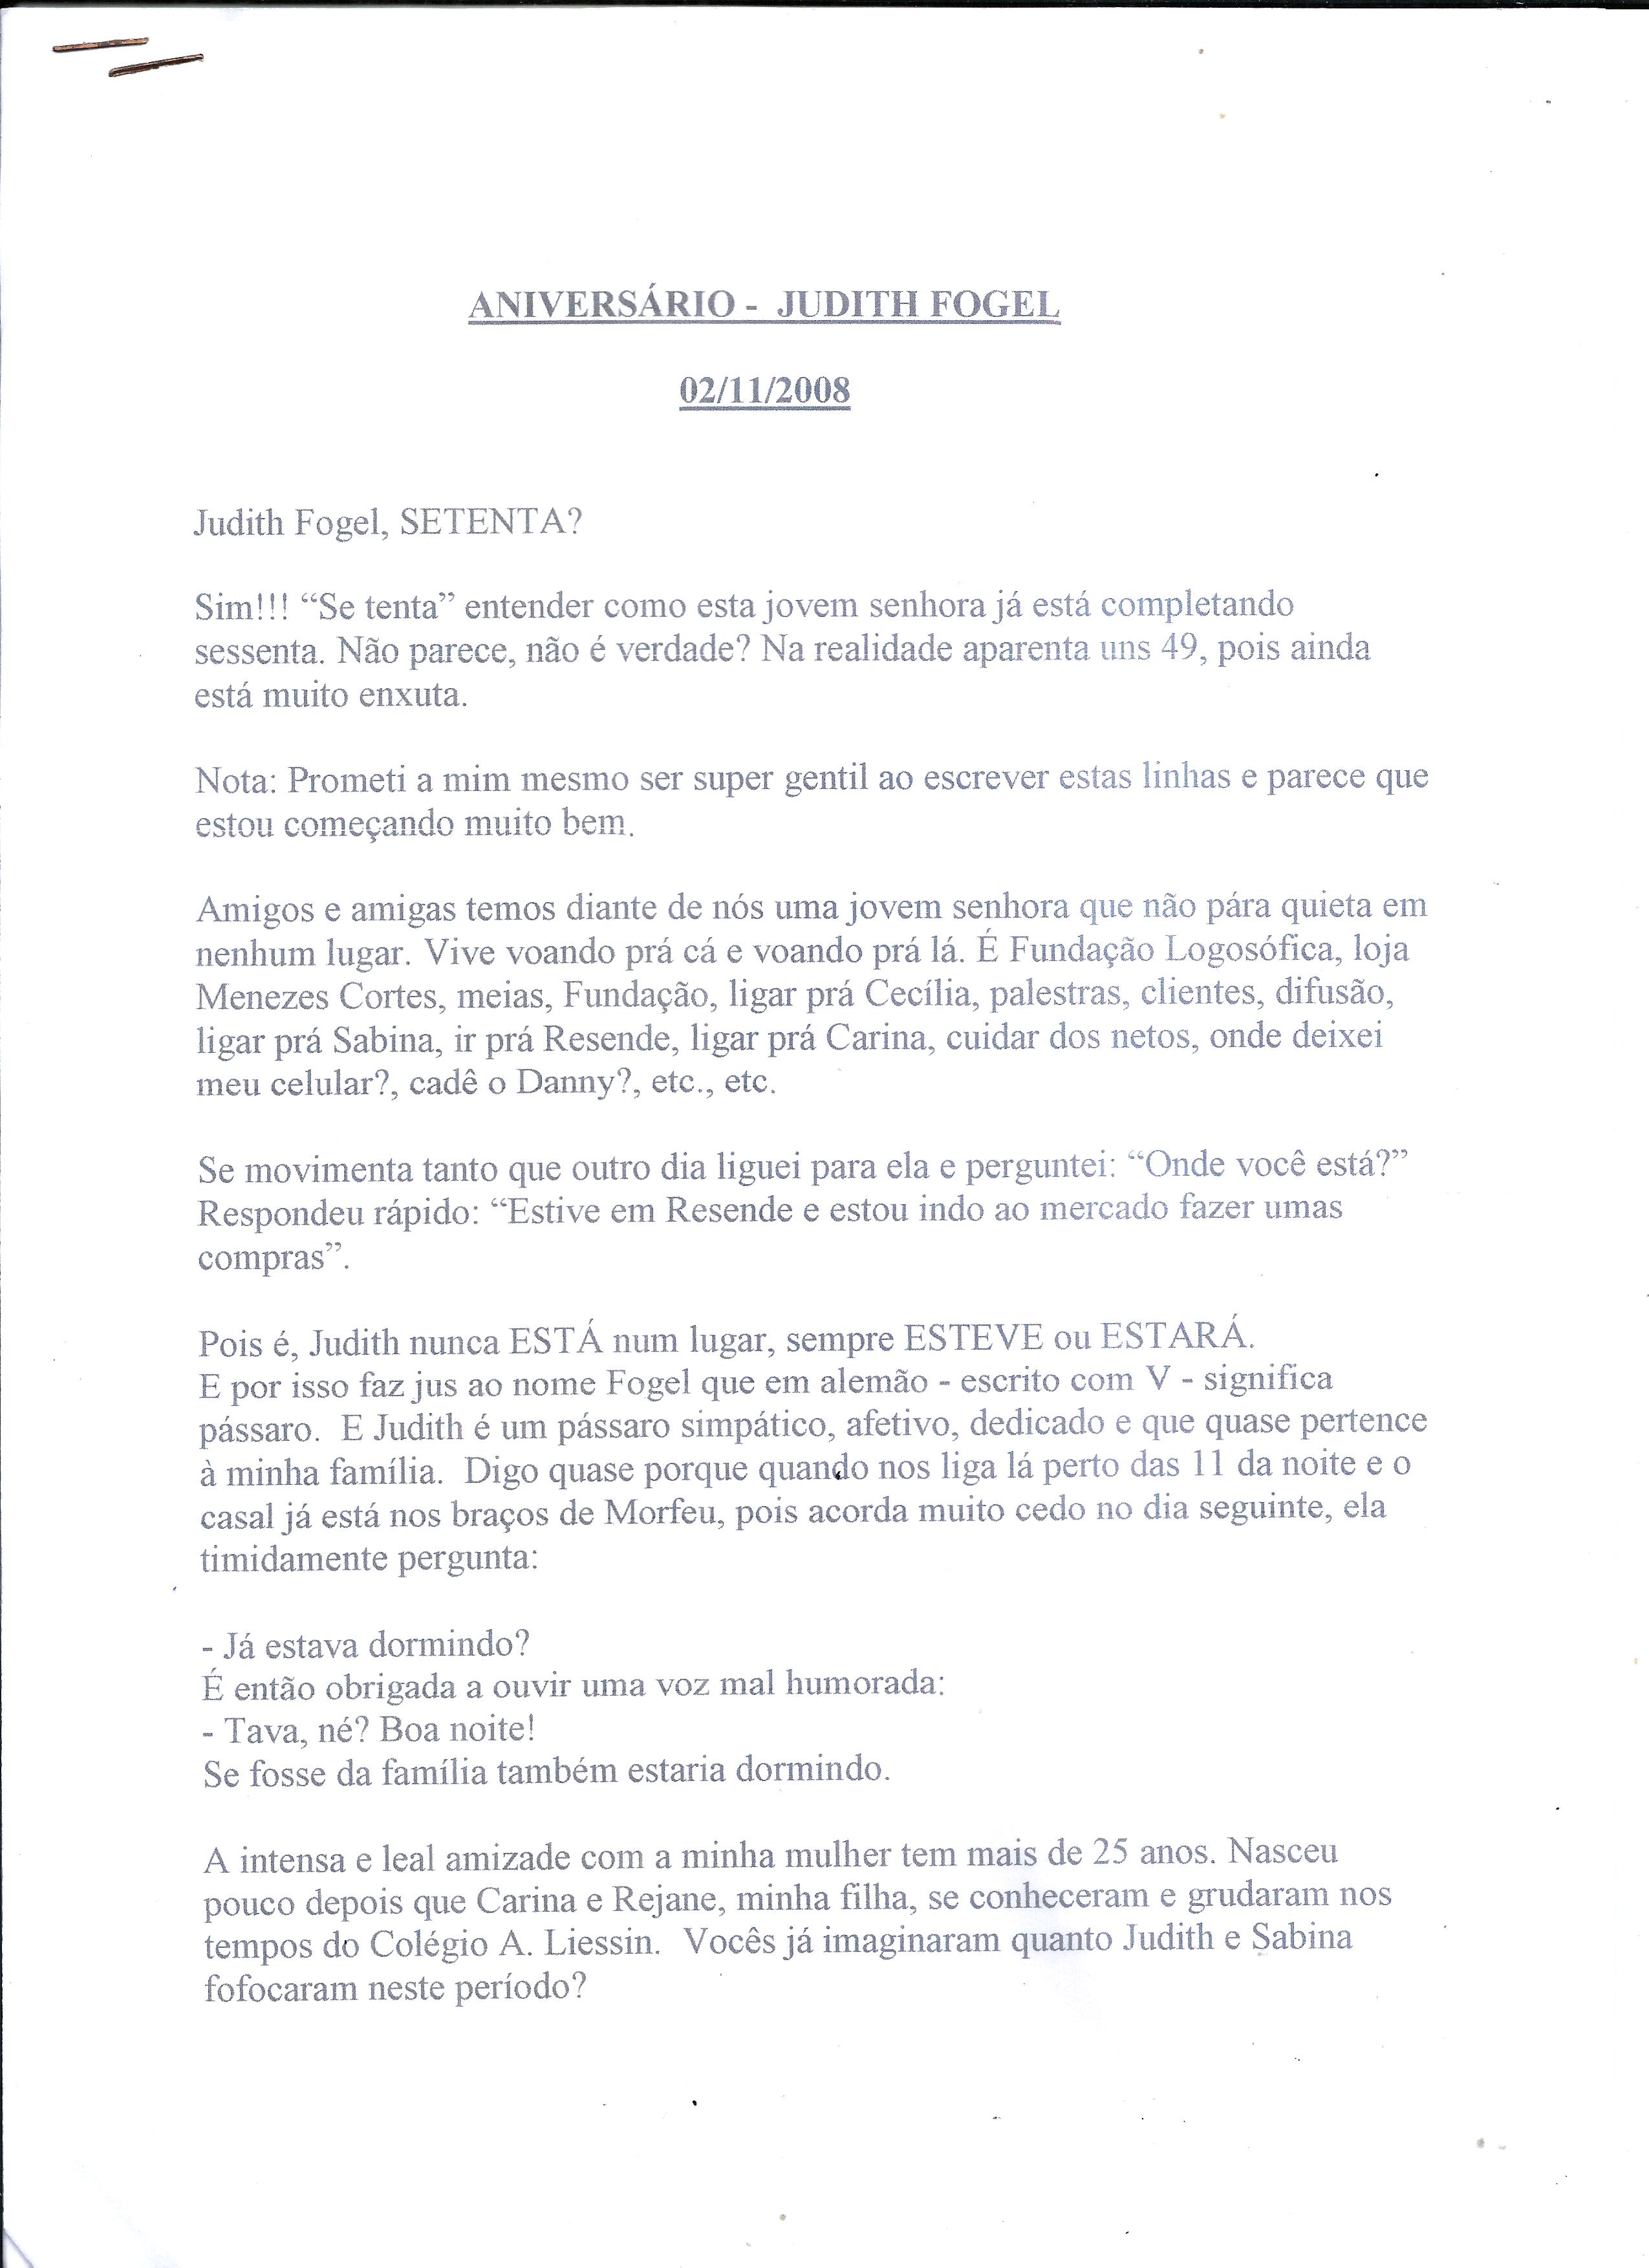 ANIVERSÁRIO - JUDITH FOGEL
02/11/2008
Judith Fogel, SETENTA?
Sim!!! “Se tenta” entender como esta jovem senhora já está completando
sessenta. Não parece, não é verdade? Na realidade aparenta uns 49, pois ainda
está muito enxuta.
Nota: Prometi a mim mesmo ser super gentil ao escrever estas linhas e parece que
estou começando muito bem.
Amigos e amigas temos diante de nós uma jovem senhora que não pára quieta em
nenhum lugar. Vive voando prá cá e voando prá lá. É Fundação Logosófica, loja
Menezes Cortes, meias, Fundação, ligar prá Cecília, palestras, clientes, difusão,
ligar prá Sabina, ir prá Resende, ligar prá Carina, cuidar dos netos, onde deixei
meu celular?, cadê o Danny?, etc., etc.
Se movimenta tanto que outro dia liguei para ela e perguntei: “Onde você está?”
Respondeu rápido: “Estive em Resende e estou indo ao mercado fazer umas
compras”.
Pois é, Judith nunca ESTÁ num lugar, sempre ESTEVE ou ESTARÁ.
E por isso faz jus ao nome Fogel que em alemão - escrito com V - significa
pássaro. E Judith é um pássaro simpático, afetivo, dedicado e que quase pertence
à minha família. Digo quase porque quando nos liga lá perto das 11 da noite e o
casal já está nos braços de Morfeu, pois acorda muito cedo no dia seguinte, ela
timidamente pergunta:
- Já estava dormindo?
É então obrigada a ouvir uma voz mal humorada:
- Tava, né? Boa noite!
Se fosse da família também estaria dormindo.
A intensa e leal amizade com a minha mulher tem mais de 25 anos. Nasceu
pouco depois que Carina e Rejane, minha filha, se conheceram e grudaram nos
tempos do Colégio A. Liessin. Vocês já imaginaram quanto Judith e Sabina
fofocaram neste período?